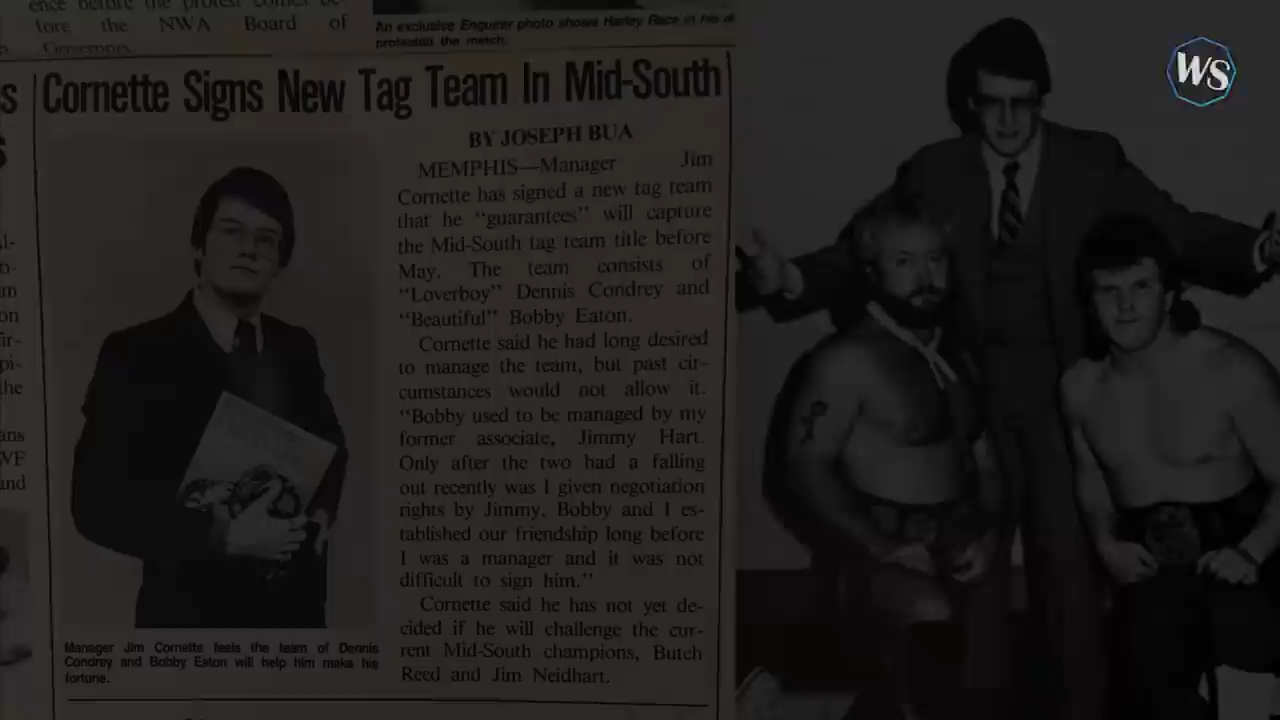 ence before the protest comes be-
fore the NWA Board of
Governors.
An exclusive Enquirer photo shows Harley Race in his d
protested the match.
s
Cornette Signs New Tag Team In Mid-South
WS
BY JOSEPH BUA
MEMPHIS—Manager Jim
Cornette has signed a new tag team
that he “guarantees” will capture
the Mid-South tag team title before
May. The team consists of
“Loverboy” Dennis Condrey and
“Beautiful” Bobby Eaton.
Cornette said he had long desired
to manage the team, but past cir-
cumstances would not allow it.
“Bobby used to be managed by my
former associate, Jimmy Hart.
Only after the two had a falling
out recently was I given negotiation
rights by Jimmy. Bobby and I es-
tablished our friendship long before
I was a manager and it was not
difficult to sign him.”
Cornette said he has not yet de-
cided if he will challenge the cur-
rent Mid-South champions, Butch
Reed and Jim Neidhart.
Manager Jim Cornette feels the team of Dennis
Condrey and Bobby Eaton will help him make his
fortune.